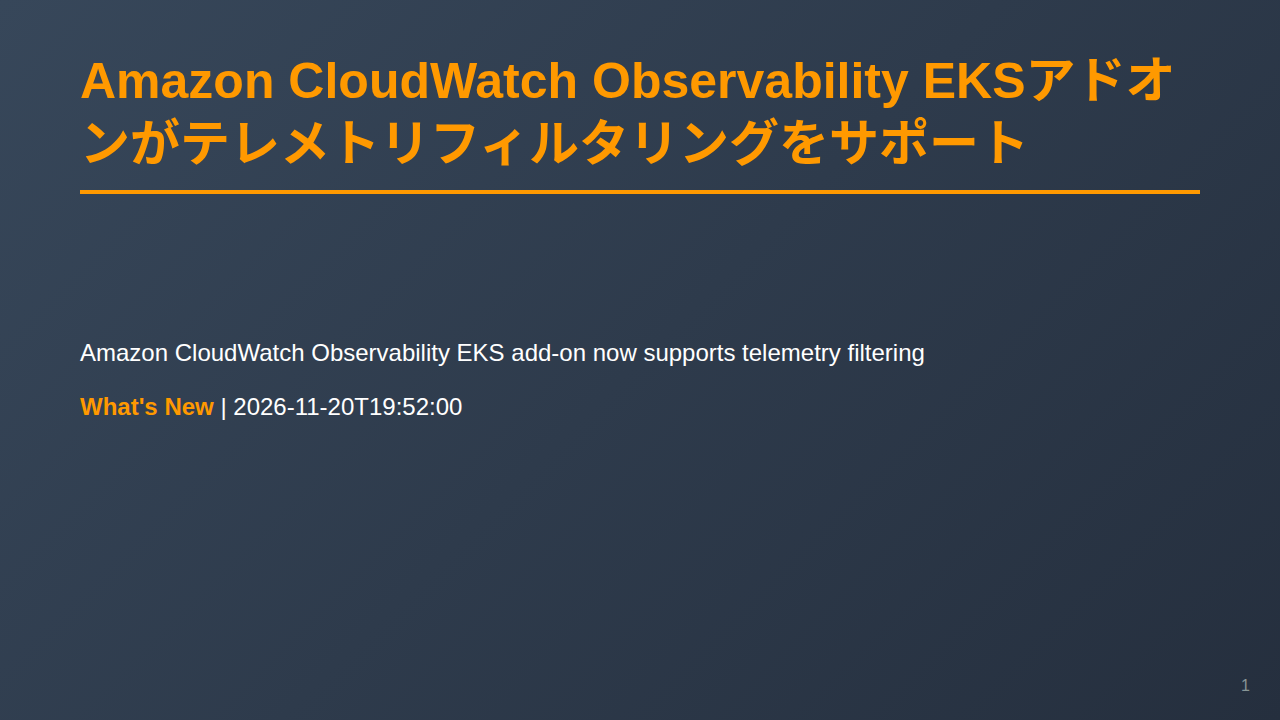 Amazon CloudWatch Observability EKSアドオ
ンがテレメトリフィルタリングをサポート
Amazon CloudWatch Observability EKS add-on now supports telemetry filtering
What's New | 2026-11-20T19:52:00
1